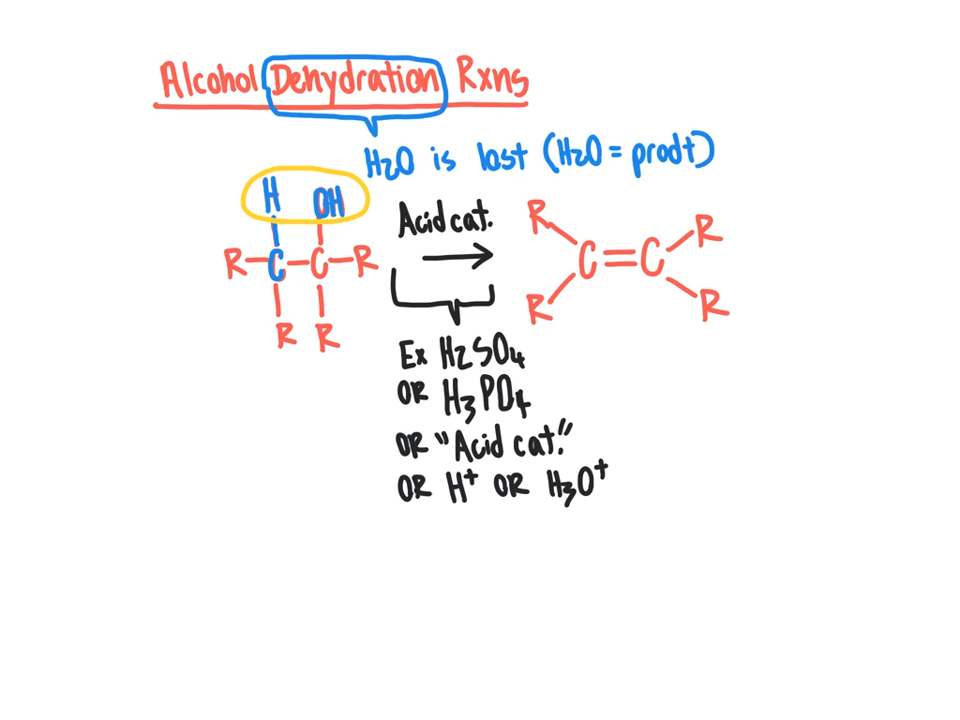 Alcohol Dehydration Rxns
H2O is lost (H2O = prodt)
H OH
Acid cat.
R R
R-C-C-R C=C
R R
R R
Ex H2SO4
OR H3PO4
OR "Acid cat."
OR H+ OR H3O+